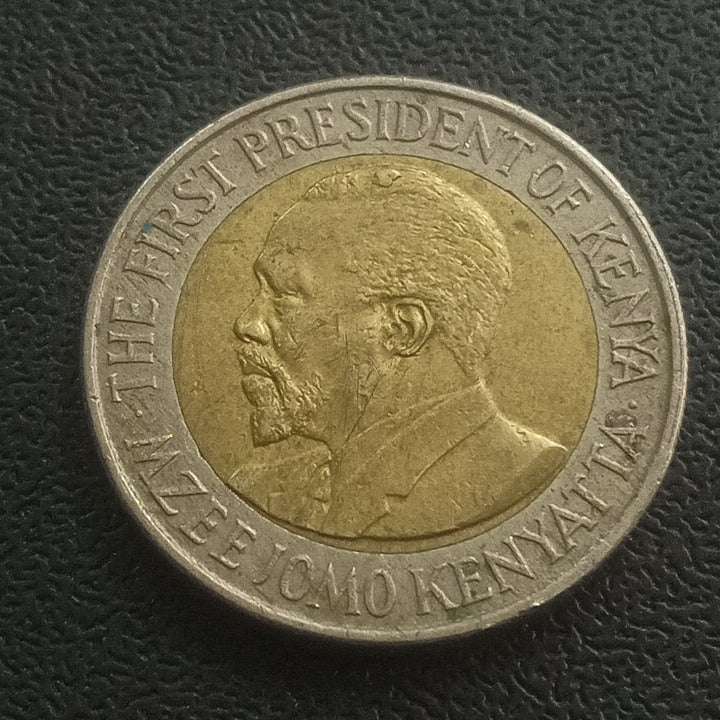 THE FIRST PRESIDENT OF KENYA
MZEE JOMO KENYATTA